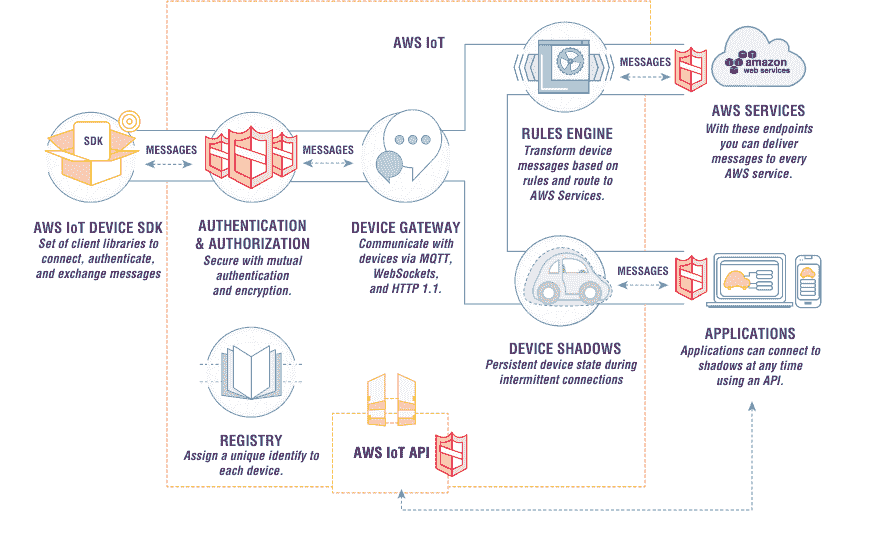 AWS IoT
SDK
MESSAGES
MESSAGES
MESSAGES
amazon
web services
AWS IoT DEVICE SDK
Set of client libraries to
connect, authenticate,
and exchange messages
AUTHENTICATION
& AUTHORIZATION
Secure with mutual
authentication
and encryption.
DEVICE GATEWAY
Communicate with
devices via MQTT,
WebSockets,
and HTTP 1.1.
RULES ENGINE
Transform device
messages based on
rules and route to
AWS Services.
AWS SERVICES
With these endpoints
you can deliver
messages to every
AWS service.
MESSAGES
DEVICE SHADOWS
Persistent device state during
intermittent connections
APPLICATIONS
Applications can connect to
shadows at any time
using an API.
REGISTRY
Assign a unique identify to
each device.
AWS IoT API